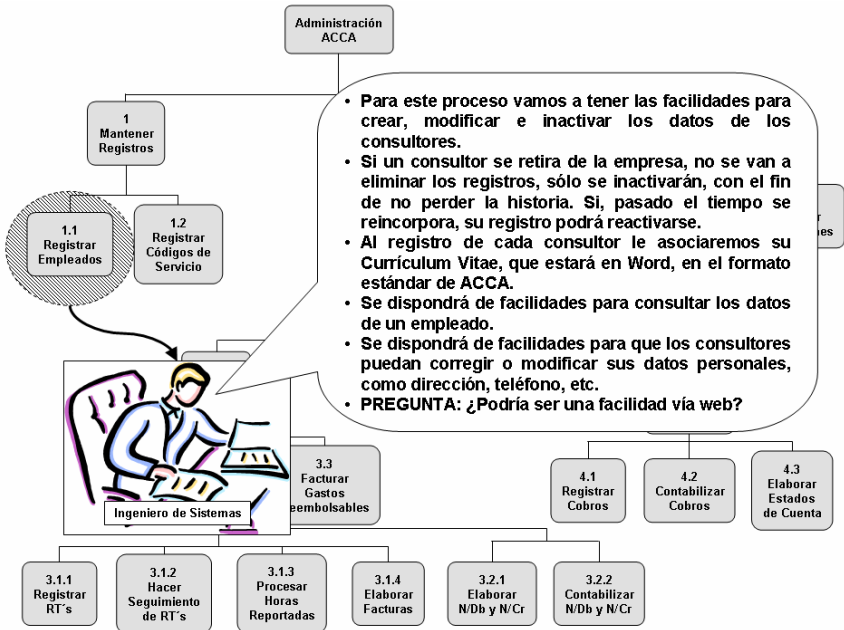 Administración
ACCA
1
Mantener
Registros
1.1
Registrar
Empleados
1.2
Registrar
Códigos de
Servicio
• Para este proceso vamos a tener las facilidades para
crear, modificar e inactivar los datos de los
consultores.
• Si un consultor se retira de la empresa, no se van a
eliminar los registros, sólo se inactivarán, con el fin
de no perder la historia. Si, pasado el tiempo se
reincorpora, su registro podrá reactivarse.
• Al registro de cada consultor le asociaremos su
Currículum Vitae, que estará en Word, en el formato
estándar de ACCA.
• Se dispondrá de facilidades para consultar los datos
de un empleado.
• Se dispondrá de facilidades para que los consultores
puedan corregir o modificar sus datos personales,
como dirección, teléfono, etc.
• PREGUNTA: ¿Podría ser una facilidad vía web?
Ingeniero de Sistemas
3.3
Facturar
Gastos
eembolsables
4.1
Registrar
Cobros
4.2
Contabilizar
Cobros
4.3
Elaborar
Estados
de Cuenta
3.1.1
Registrar
RT´s
3.1.2
Hacer
Seguimiento
de RT´s
3.1.3
Procesar
Horas
Reportadas
3.1.4
Elaborar
Facturas
3.2.1
Elaborar
N/Db y N/Cr
3.2.2
Contabilizar
N/Db y N/Cr